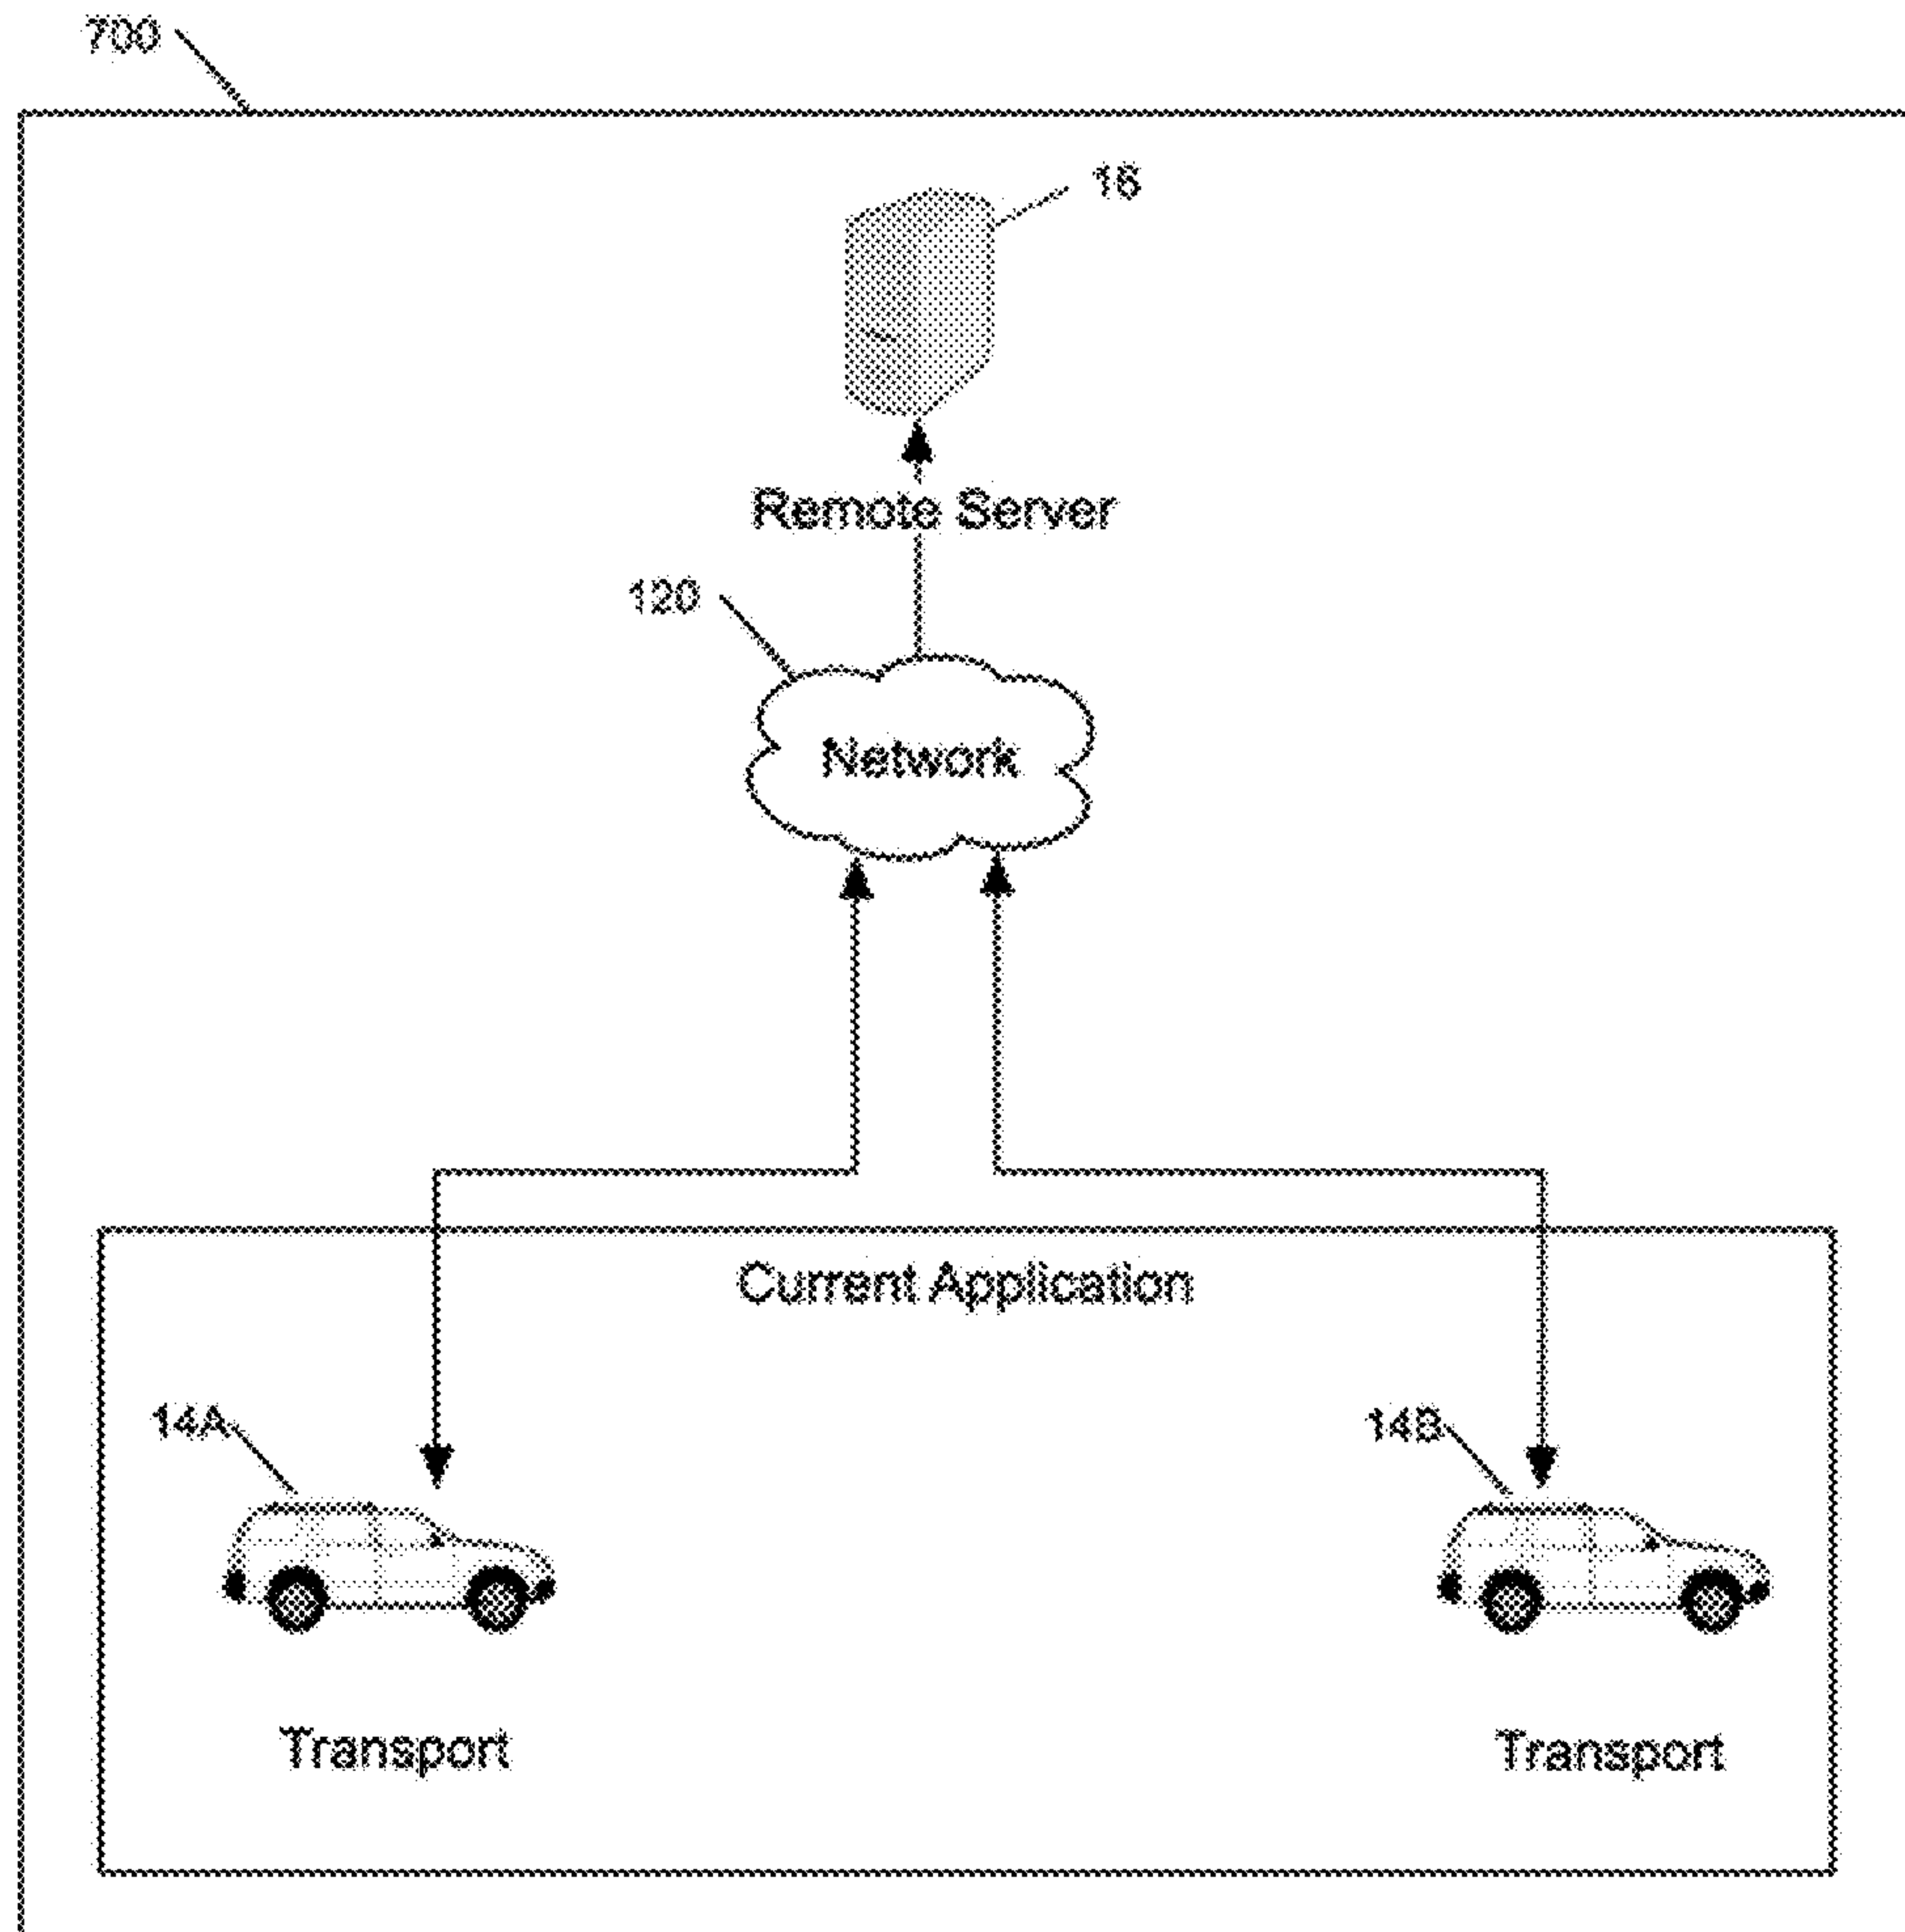 700
16
Remote Server
120
Network
Current Application
14A
14B
Transport
Transport